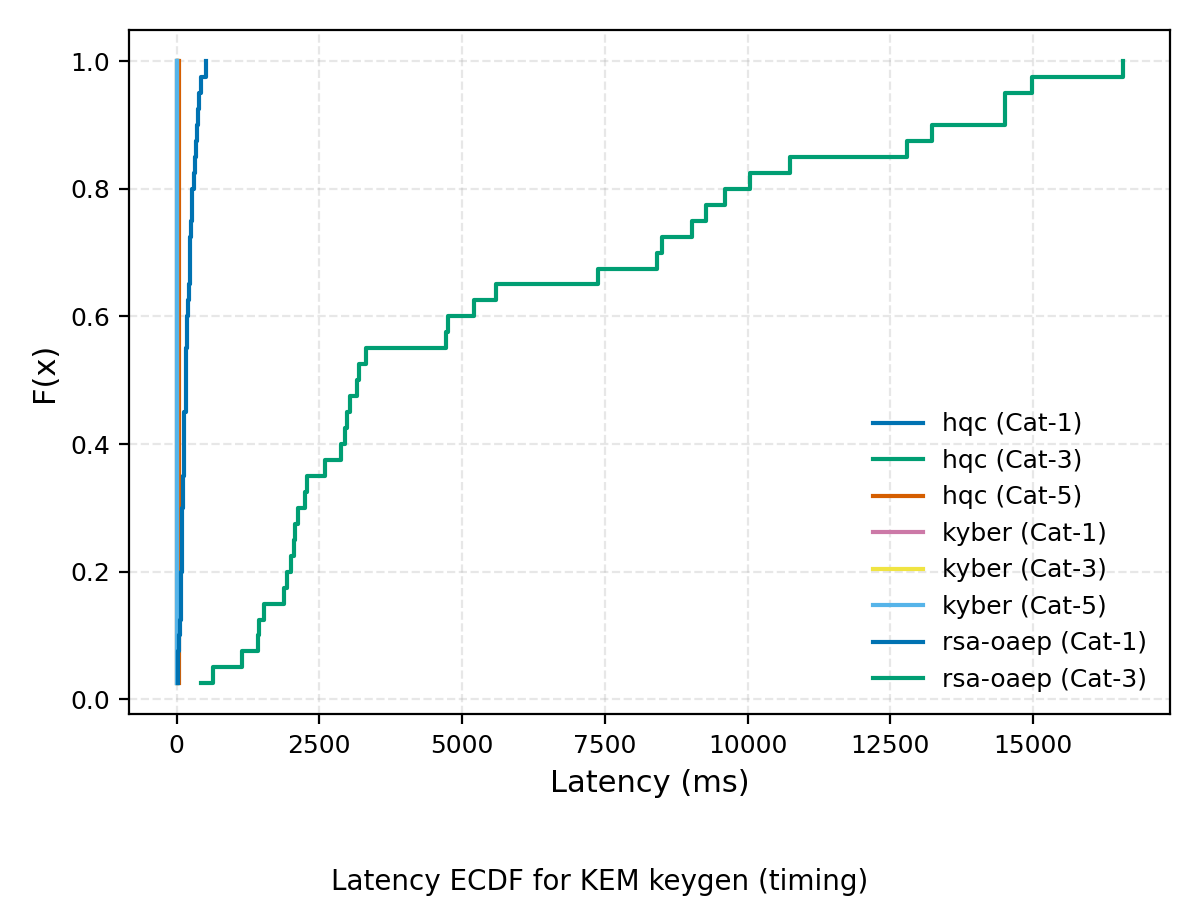 1.0
0.8
0.6
0.4
0.2
0.0
F(x)
hqc (Cat-1)
hqc (Cat-3)
hqc (Cat-5)
kyber (Cat-1)
kyber (Cat-3)
kyber (Cat-5)
rsa-oaep (Cat-1)
rsa-oaep (Cat-3)
0 2500 5000 7500 10000 12500 15000
Latency (ms)
Latency ECDF for KEM keygen (timing)